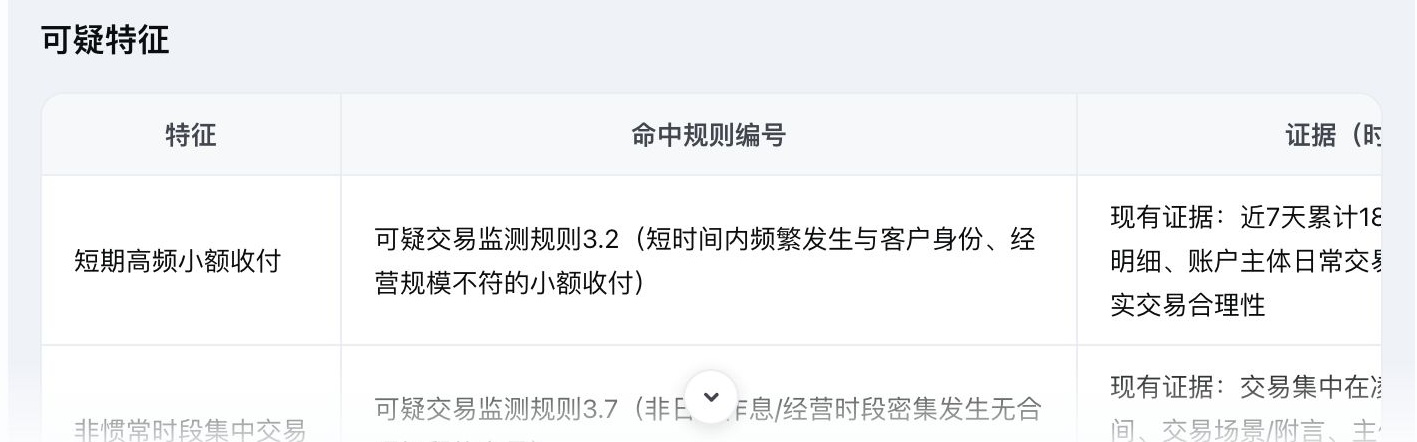 可疑特征
特征
命中规则编号
证据（时
短期高频小额收付
可疑交易监测规则3.2（短时间内频繁发生与客户身份、经
营规模不符的小额收付）
现有证据：近7天累计18
明细、账户主体日常交易
实交易合理性
非惯常时段集中交易
可疑交易监测规则3.7（非日 作息/经营时段密集发生无合
现有证据：交易集中在凌
间、交易场景/附言、主